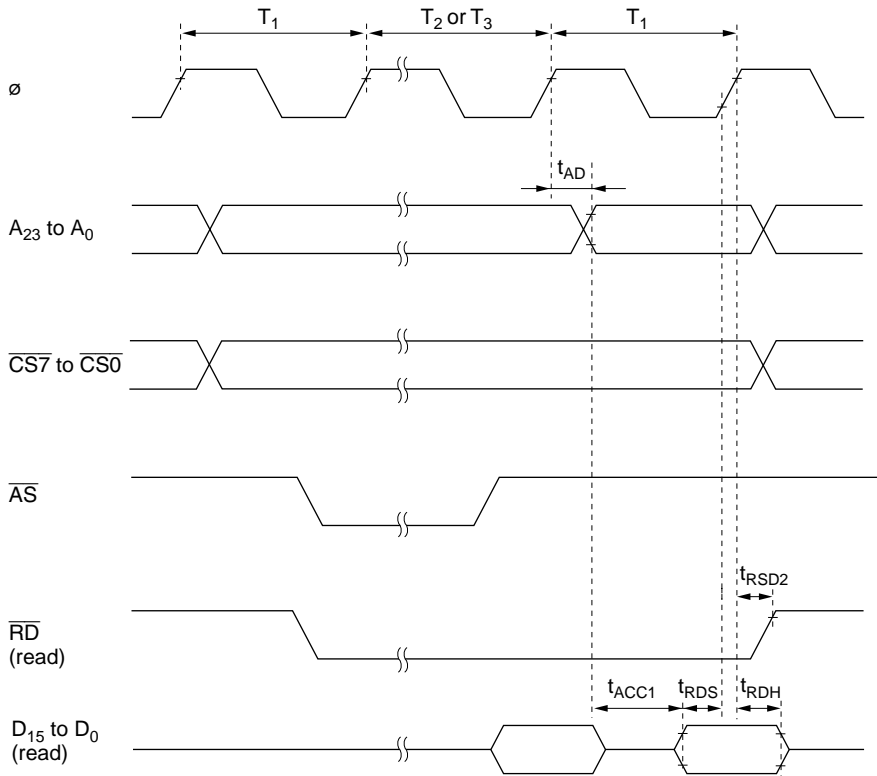 T1 T2 or T3 T1
ø
tAD
A23 to A0
CS7 to CS0
AS
tRSD2
RD
(read)
tACC1 tRDS tRDH
D15 to D0
(read)